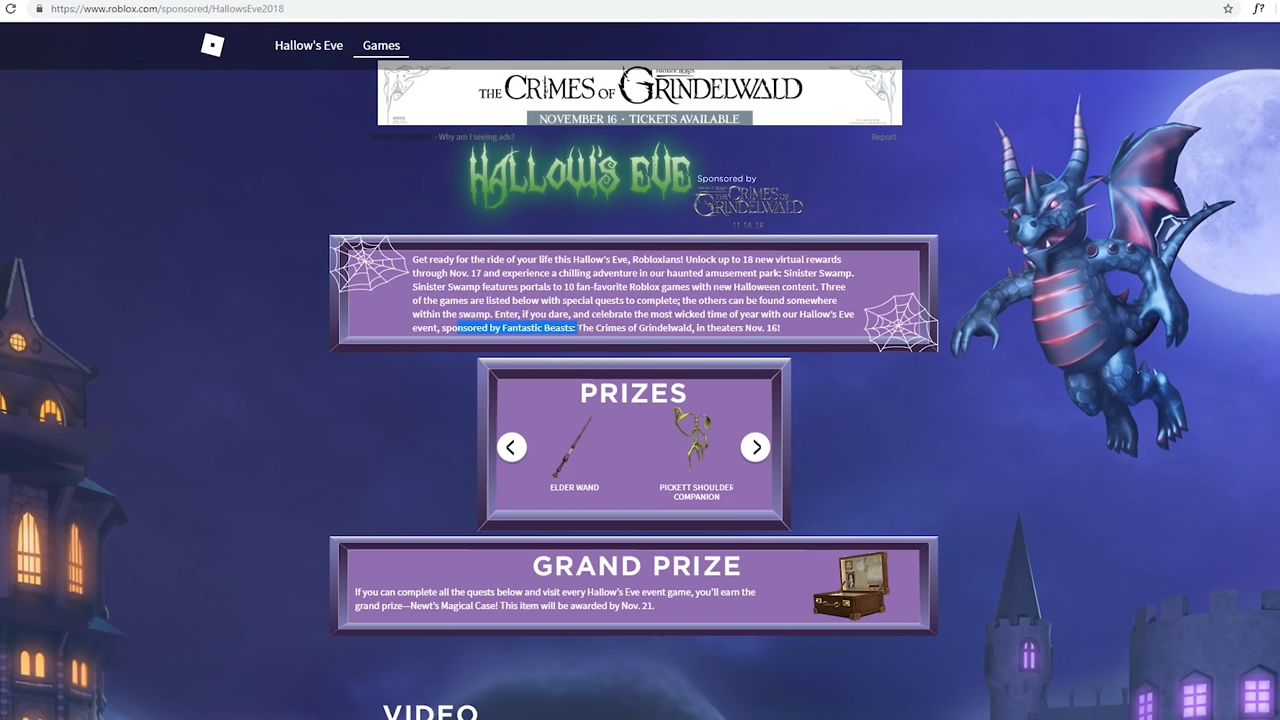 https://www.roblox.com/sponsored/HallowsEve2018
f?
Hallow's Eve Games
FANTASTIC BEASTS
THE CRIMES OF GRINDELWALD
NOVEMBER 16 • TICKETS AVAILABLE
ADVERTISEMENT - Why am I seeing ads?
Report
HALLOW'S EVE
Sponsored by
THE CRIMES OF
GRINDELWALD
11.16.18
Get ready for the ride of your life this Hallow's Eve, Robloxians! Unlock up to 18 new virtual rewards
through Nov. 17 and experience a chilling adventure in our haunted amusement park: Sinister Swamp.
Sinister Swamp features portals to 10 fan-favorite Roblox games with new Halloween content. Three
of the games are listed below with special quests to complete; the others can be found somewhere
within the swamp. Enter, if you dare, and celebrate the most wicked time of year with our Hallow's Eve
event, sponsored by Fantastic Beasts: The Crimes of Grindelwald, in theaters Nov. 16!
PRIZES
ELDER WAND
PICKETT SHOULDER
COMPANION
GRAND PRIZE
If you can complete all the quests below and visit every Hallow's Eve event game, you'll earn the
grand prize—Newt's Magical Case! This item will be awarded by Nov. 21.
VIDEO